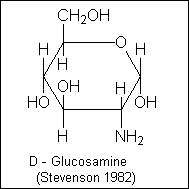 CH₂OH
H
O
H
H
H
OH
HO
OH
H
H
NH₂
D - Glucosamine
(Stevenson 1982)